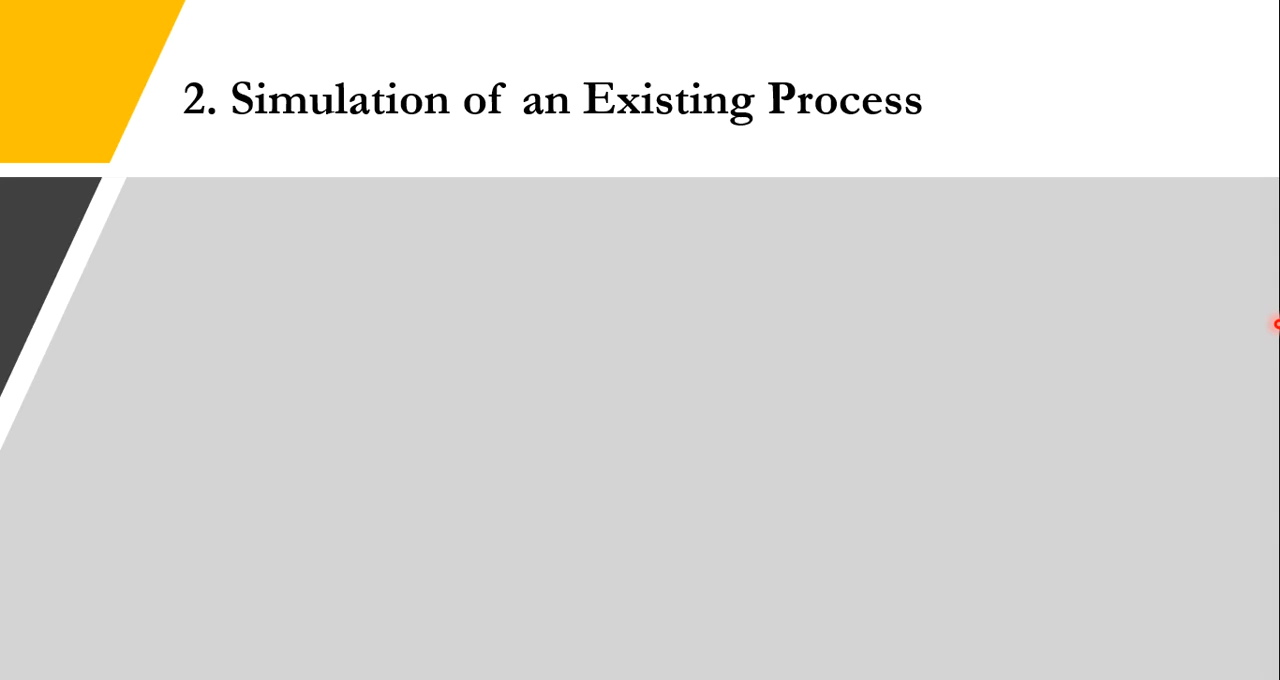 2. Simulation of an Existing Process